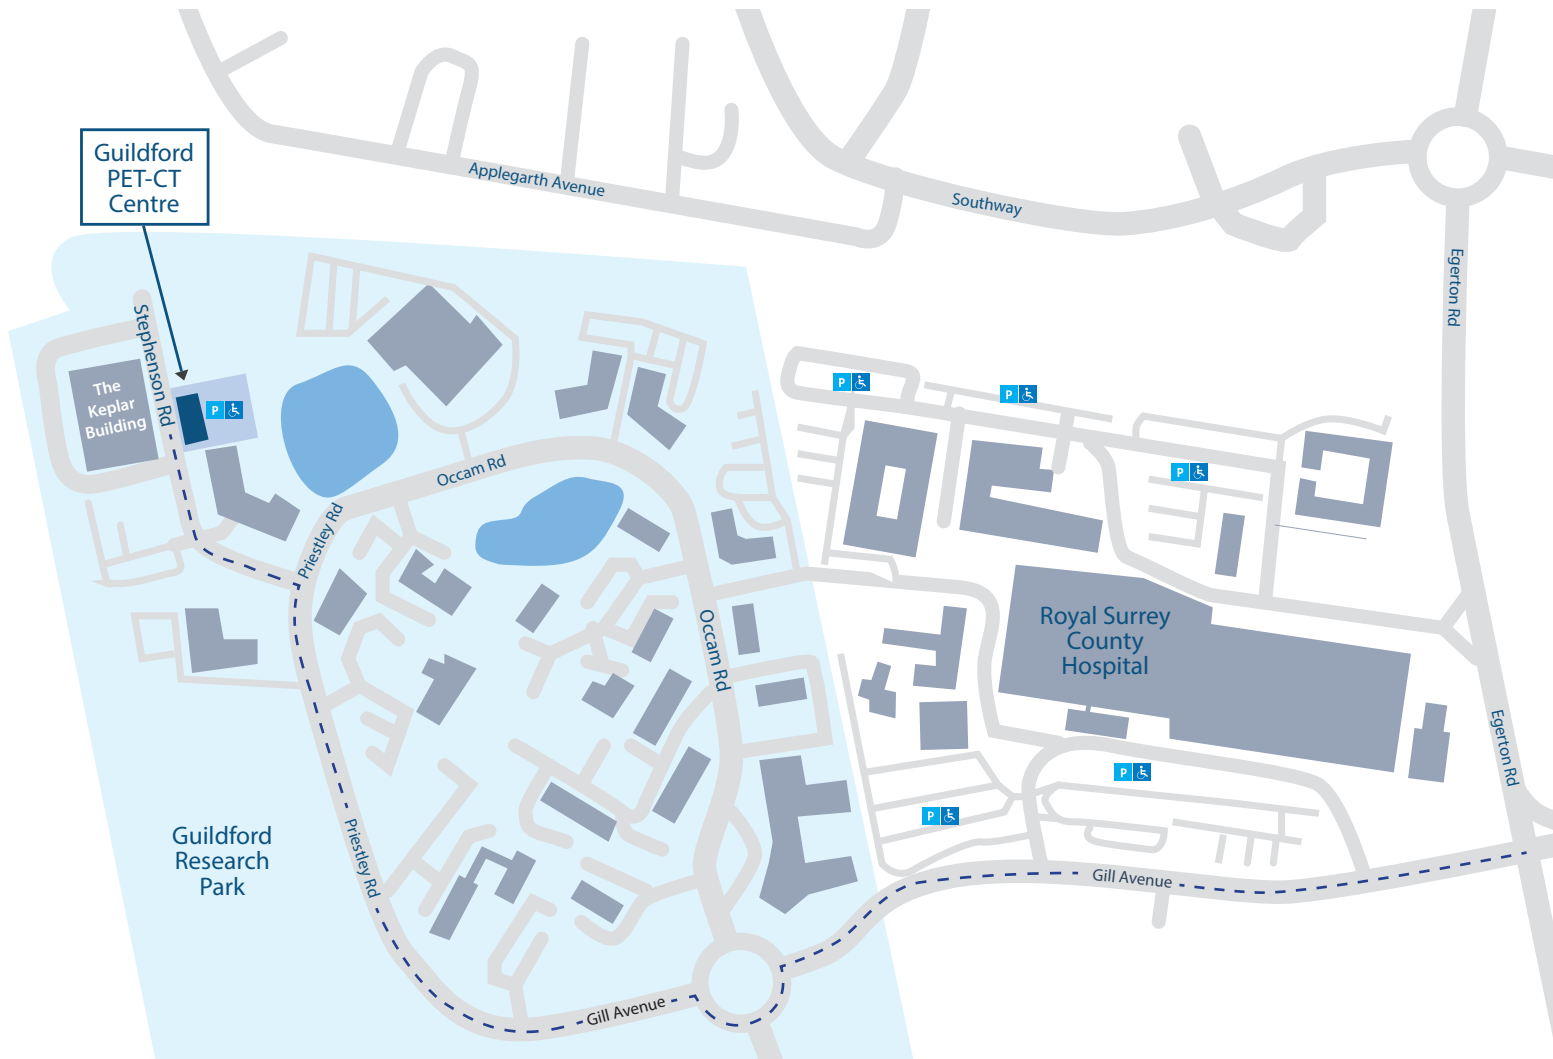 Applegarth Avenue
Southway
Guildford
PET-CT
Centre
Egerton Rd
Stephenson Rd
The
Keplar
Building
P
P
P
P
Occam Rd
Priestley Rd
Royal Surrey
County
Hospital
Occam Rd
Egerton Rd
P
P
Guildford
Research
Park
Priestley Rd
Gill Avenue
Gill Avenue